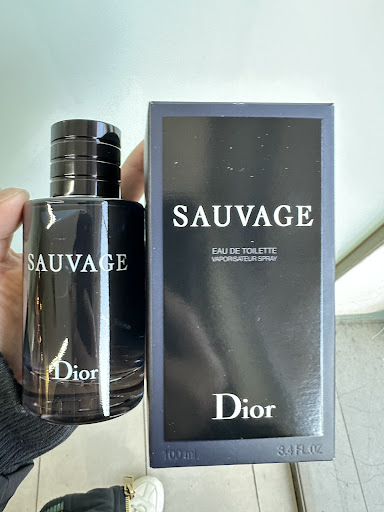 SAUVAGE
Dior
SAUVAGE
EAU DE TOILETTE
VAPORISATEUR SPRAY
Dior
100 ml 3.4 FL.OZ